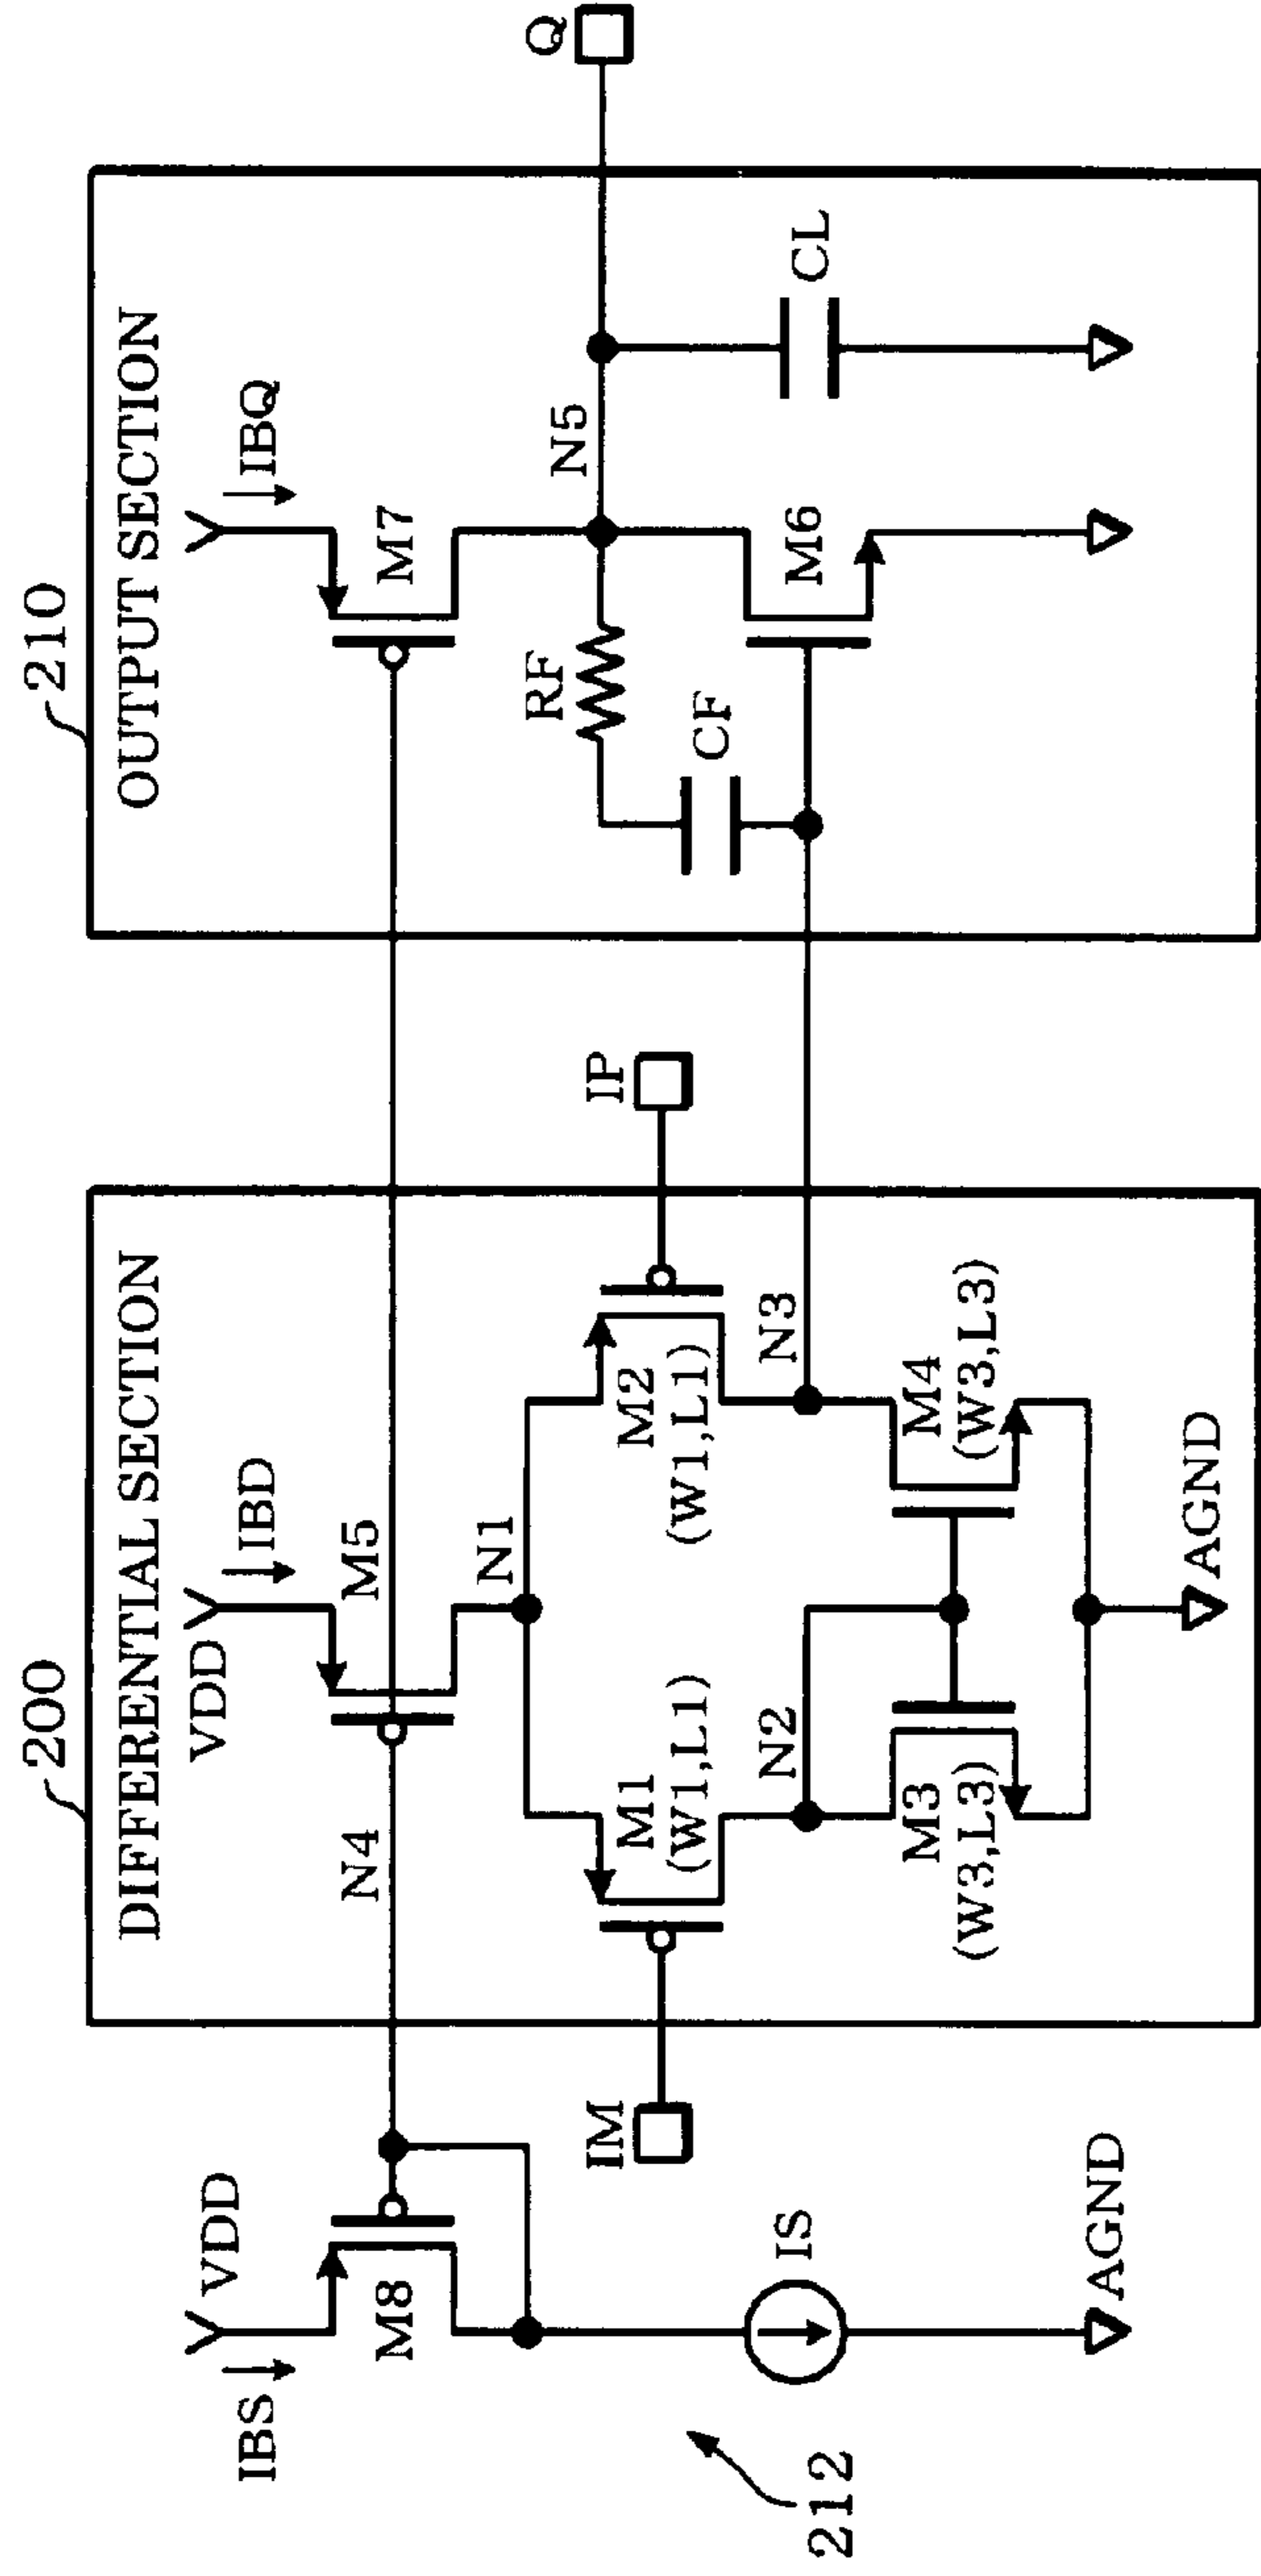 200
DIFFERENTIAL SECTION
210
OUTPUT SECTION
IBS
VDD
M8
IS
AGND
212
VDD
IBD
N4
M5
N1
IM
M1
(W1,L1)
M2
(W1,L1)
IP
N2
N3
M3
(W3,L3)
M4
(W3,L3)
AGND
IBQ
M7
RF
N5
CF
M6
CL
Q